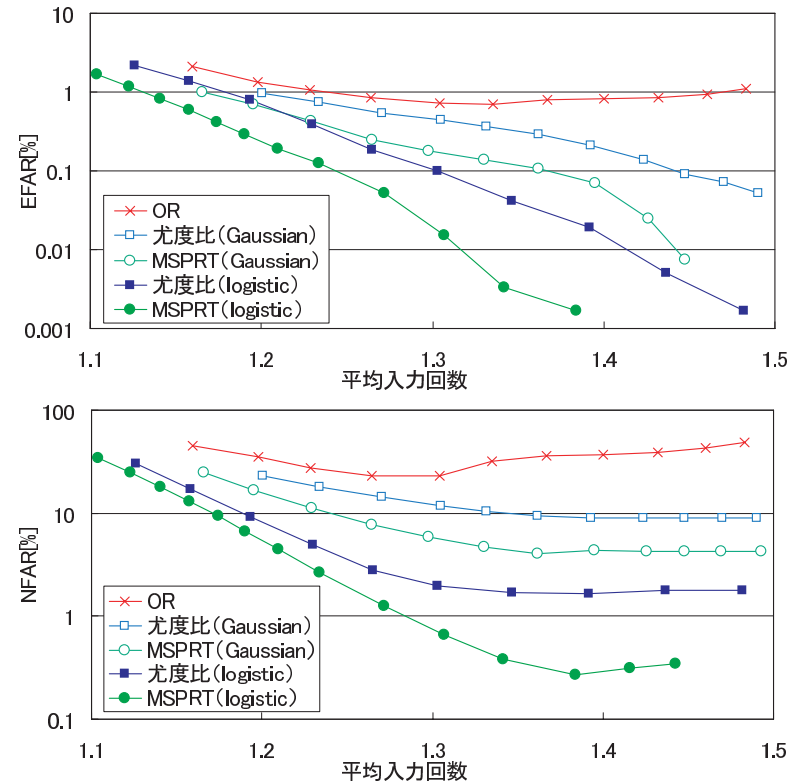 10
1
0.1
0.01
0.001
EFAR[%]
OR
尤度比(Gaussian)
MSPRT(Gaussian)
尤度比(logistic)
MSPRT(logistic)
1.1
1.2
1.3
1.4
1.5
平均入力回数
100
10
1
0.1
NFAR[%]
OR
尤度比(Gaussian)
MSPRT(Gaussian)
尤度比(logistic)
MSPRT(logistic)
1.1
1.2
1.3
1.4
1.5
平均入力回数